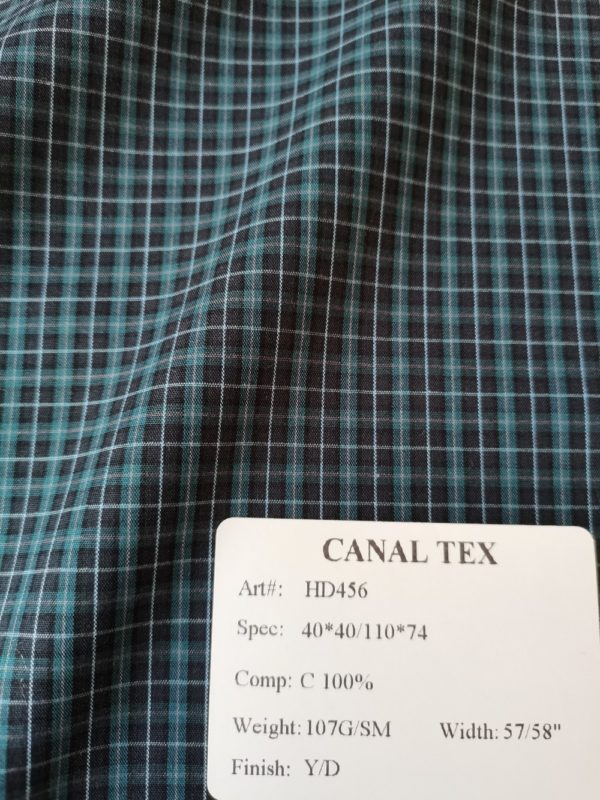 CANAL TEX
Art#: HD456
Spec: 40*40/110*74
Comp: C 100%
Weight: 107G/SM Width: 57/58"
Finish: Y/D